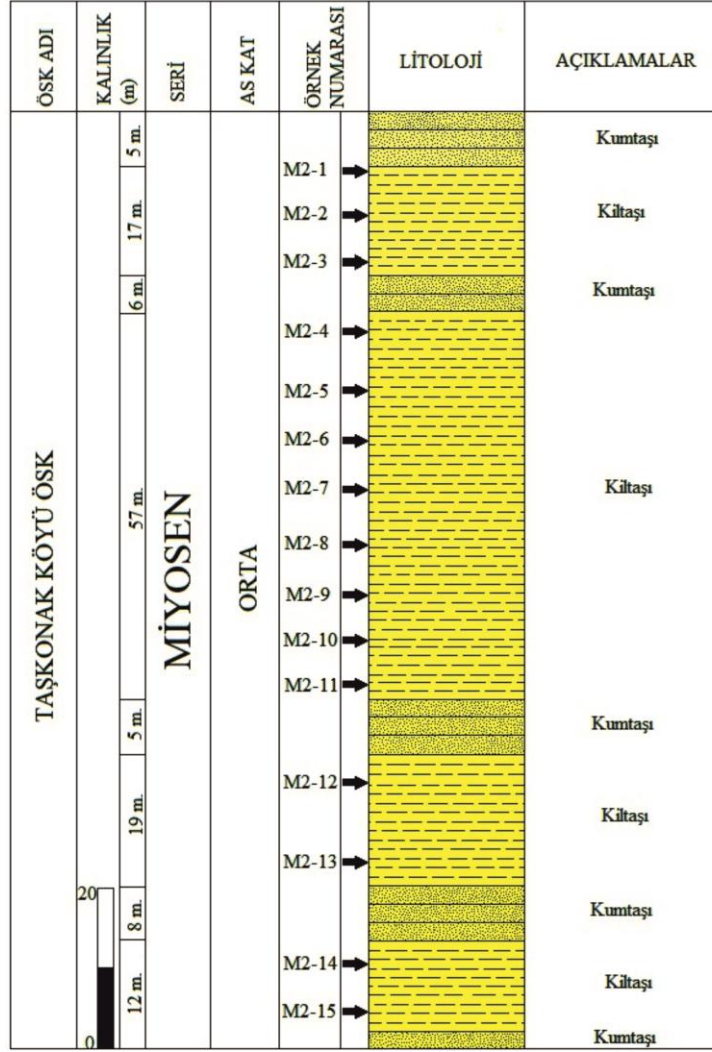 ÖSK ADI
KALINLIK
(m)
SERİ
AS KAT
ÖRNEK
NUMARASI
LİTOLOJİ
AÇIKLAMALAR
TAŞKONAK KÖYÜ ÖSK
MİYOSEN
ORTA
5 m.
Kumtaşı
M2-1
17 m.
M2-2
Kiltaşı
M2-3
6 m.
Kumtaşı
M2-4
M2-5
M2-6
57 m.
M2-7
Kiltaşı
M2-8
M2-9
M2-10
M2-11
5 m.
Kumtaşı
M2-12
19 m.
Kiltaşı
M2-13
20
8 m.
Kumtaşı
M2-14
12 m.
Kiltaşı
M2-15
0
Kumtaşı